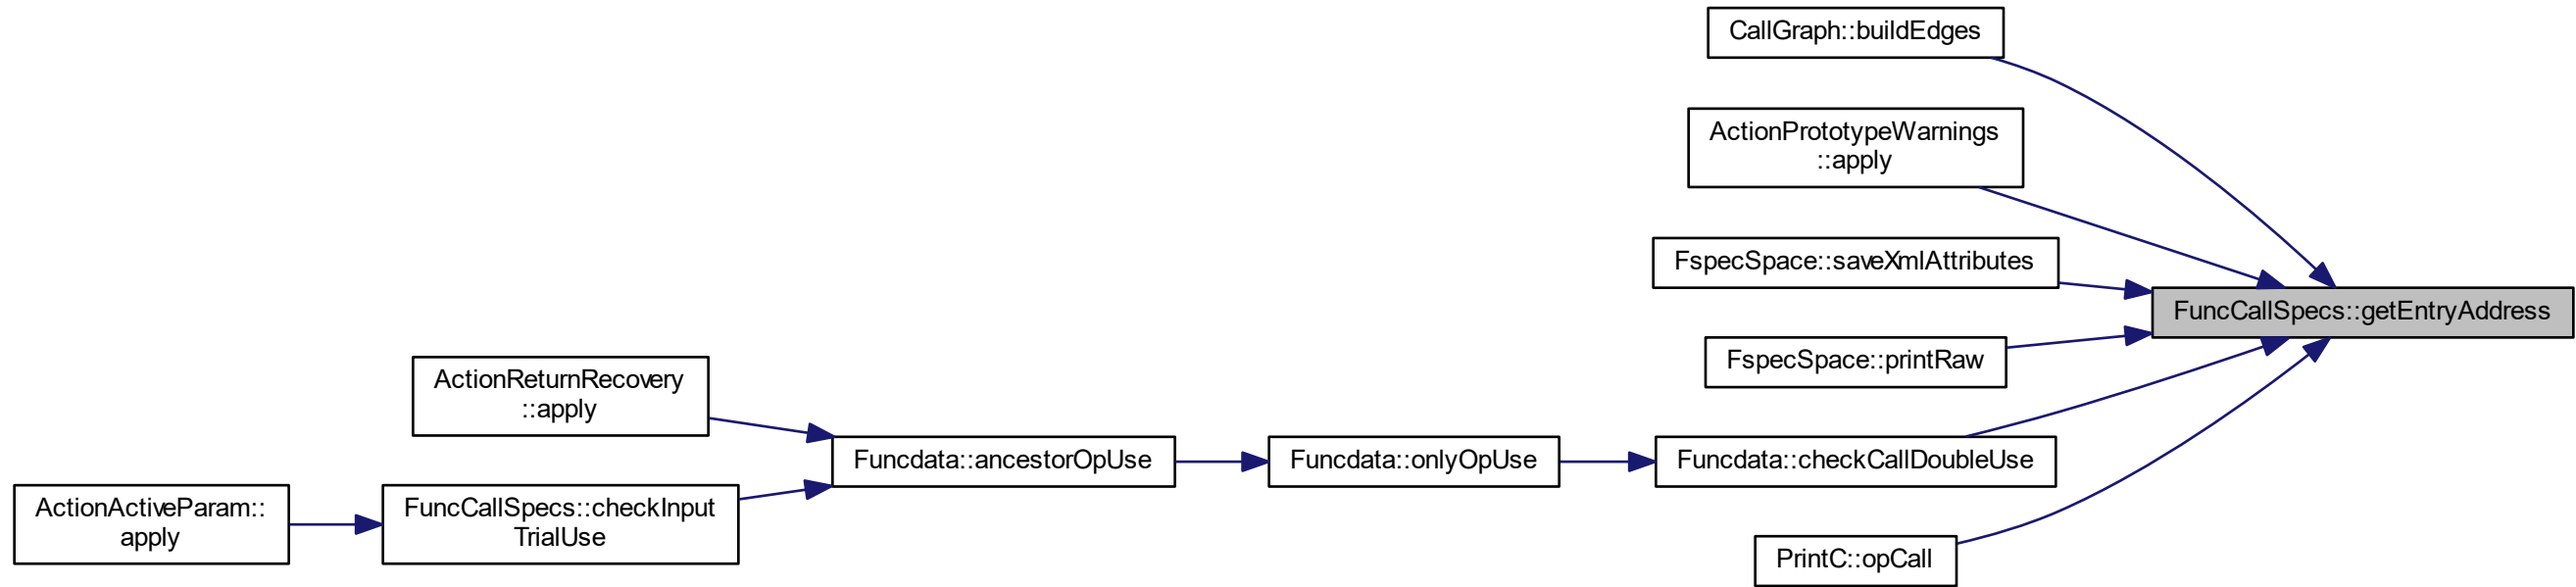 CallGraph::buildEdges
ActionPrototypeWarnings
::apply
FspecSpace::saveXmlAttributes
FuncCallSpecs::getEntryAddress
FspecSpace::printRaw
ActionReturnRecovery
::apply
Funcdata::ancestorOpUse
Funcdata::onlyOpUse
Funcdata::checkCallDoubleUse
ActionActiveParam::
apply
FuncCallSpecs::checkInput
TrialUse
PrintC::opCall